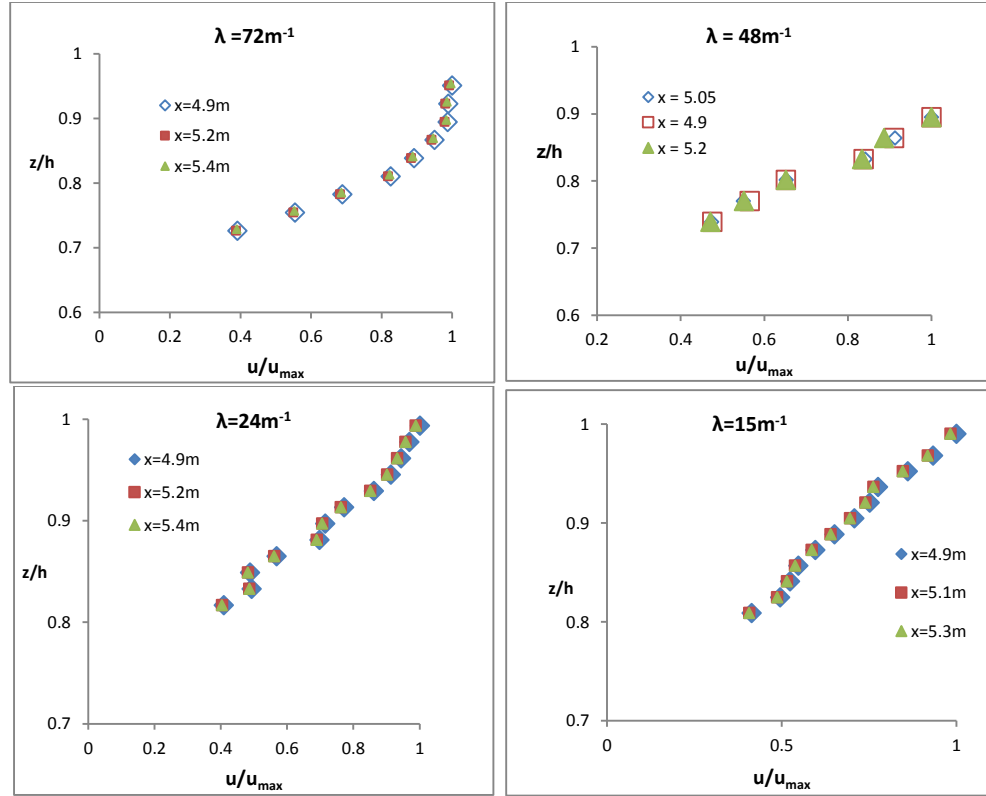 λ =72m⁻¹
1
0.9
0.8
0.7
0.6
z/h
x=4.9m
x=5.2m
x=5.4m
0 0.2 0.4 0.6 0.8 1
u/umax
λ = 48m⁻¹
1
0.9
0.8
0.7
0.6
z/h
x = 5.05
x = 4.9
x = 5.2
0.2 0.4 0.6 0.8 1
u/umax
λ=24m⁻¹
1
0.9
0.8
0.7
z/h
x=4.9m
x=5.2m
x=5.4m
0 0.2 0.4 0.6 0.8 1
u/umax
λ=15m⁻¹
1
0.9
0.8
0.7
z/h
x=4.9m
x=5.1m
x=5.3m
0 0.5 1
u/umax